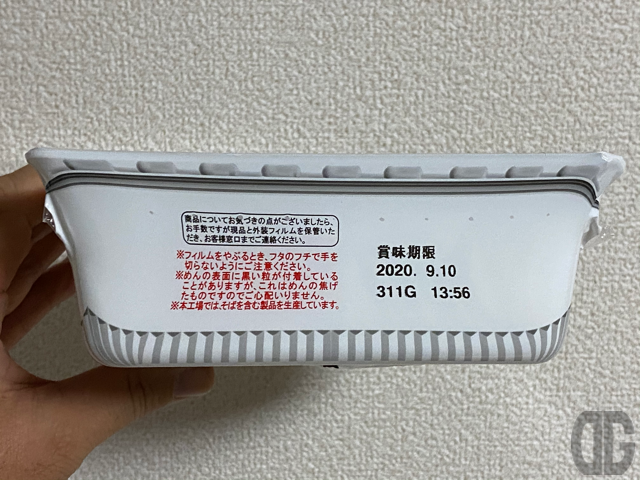 商品についてお気づきの点がございましたら、
お手数ですが現品と外装フィルムを保管いた
だき、お客様窓口までご連絡ください。
※フィルムをやぶるとき、フタのフチで手を
切らないようにご注意ください。
※めんの表面に黒い粒が付着している
ことがありますが、これはめんの焦げ
たものですのでご心配いりません。
※本工場では、そばを含む製品を生産しています。
賞味期限
2020. 9.10
311G 13:56